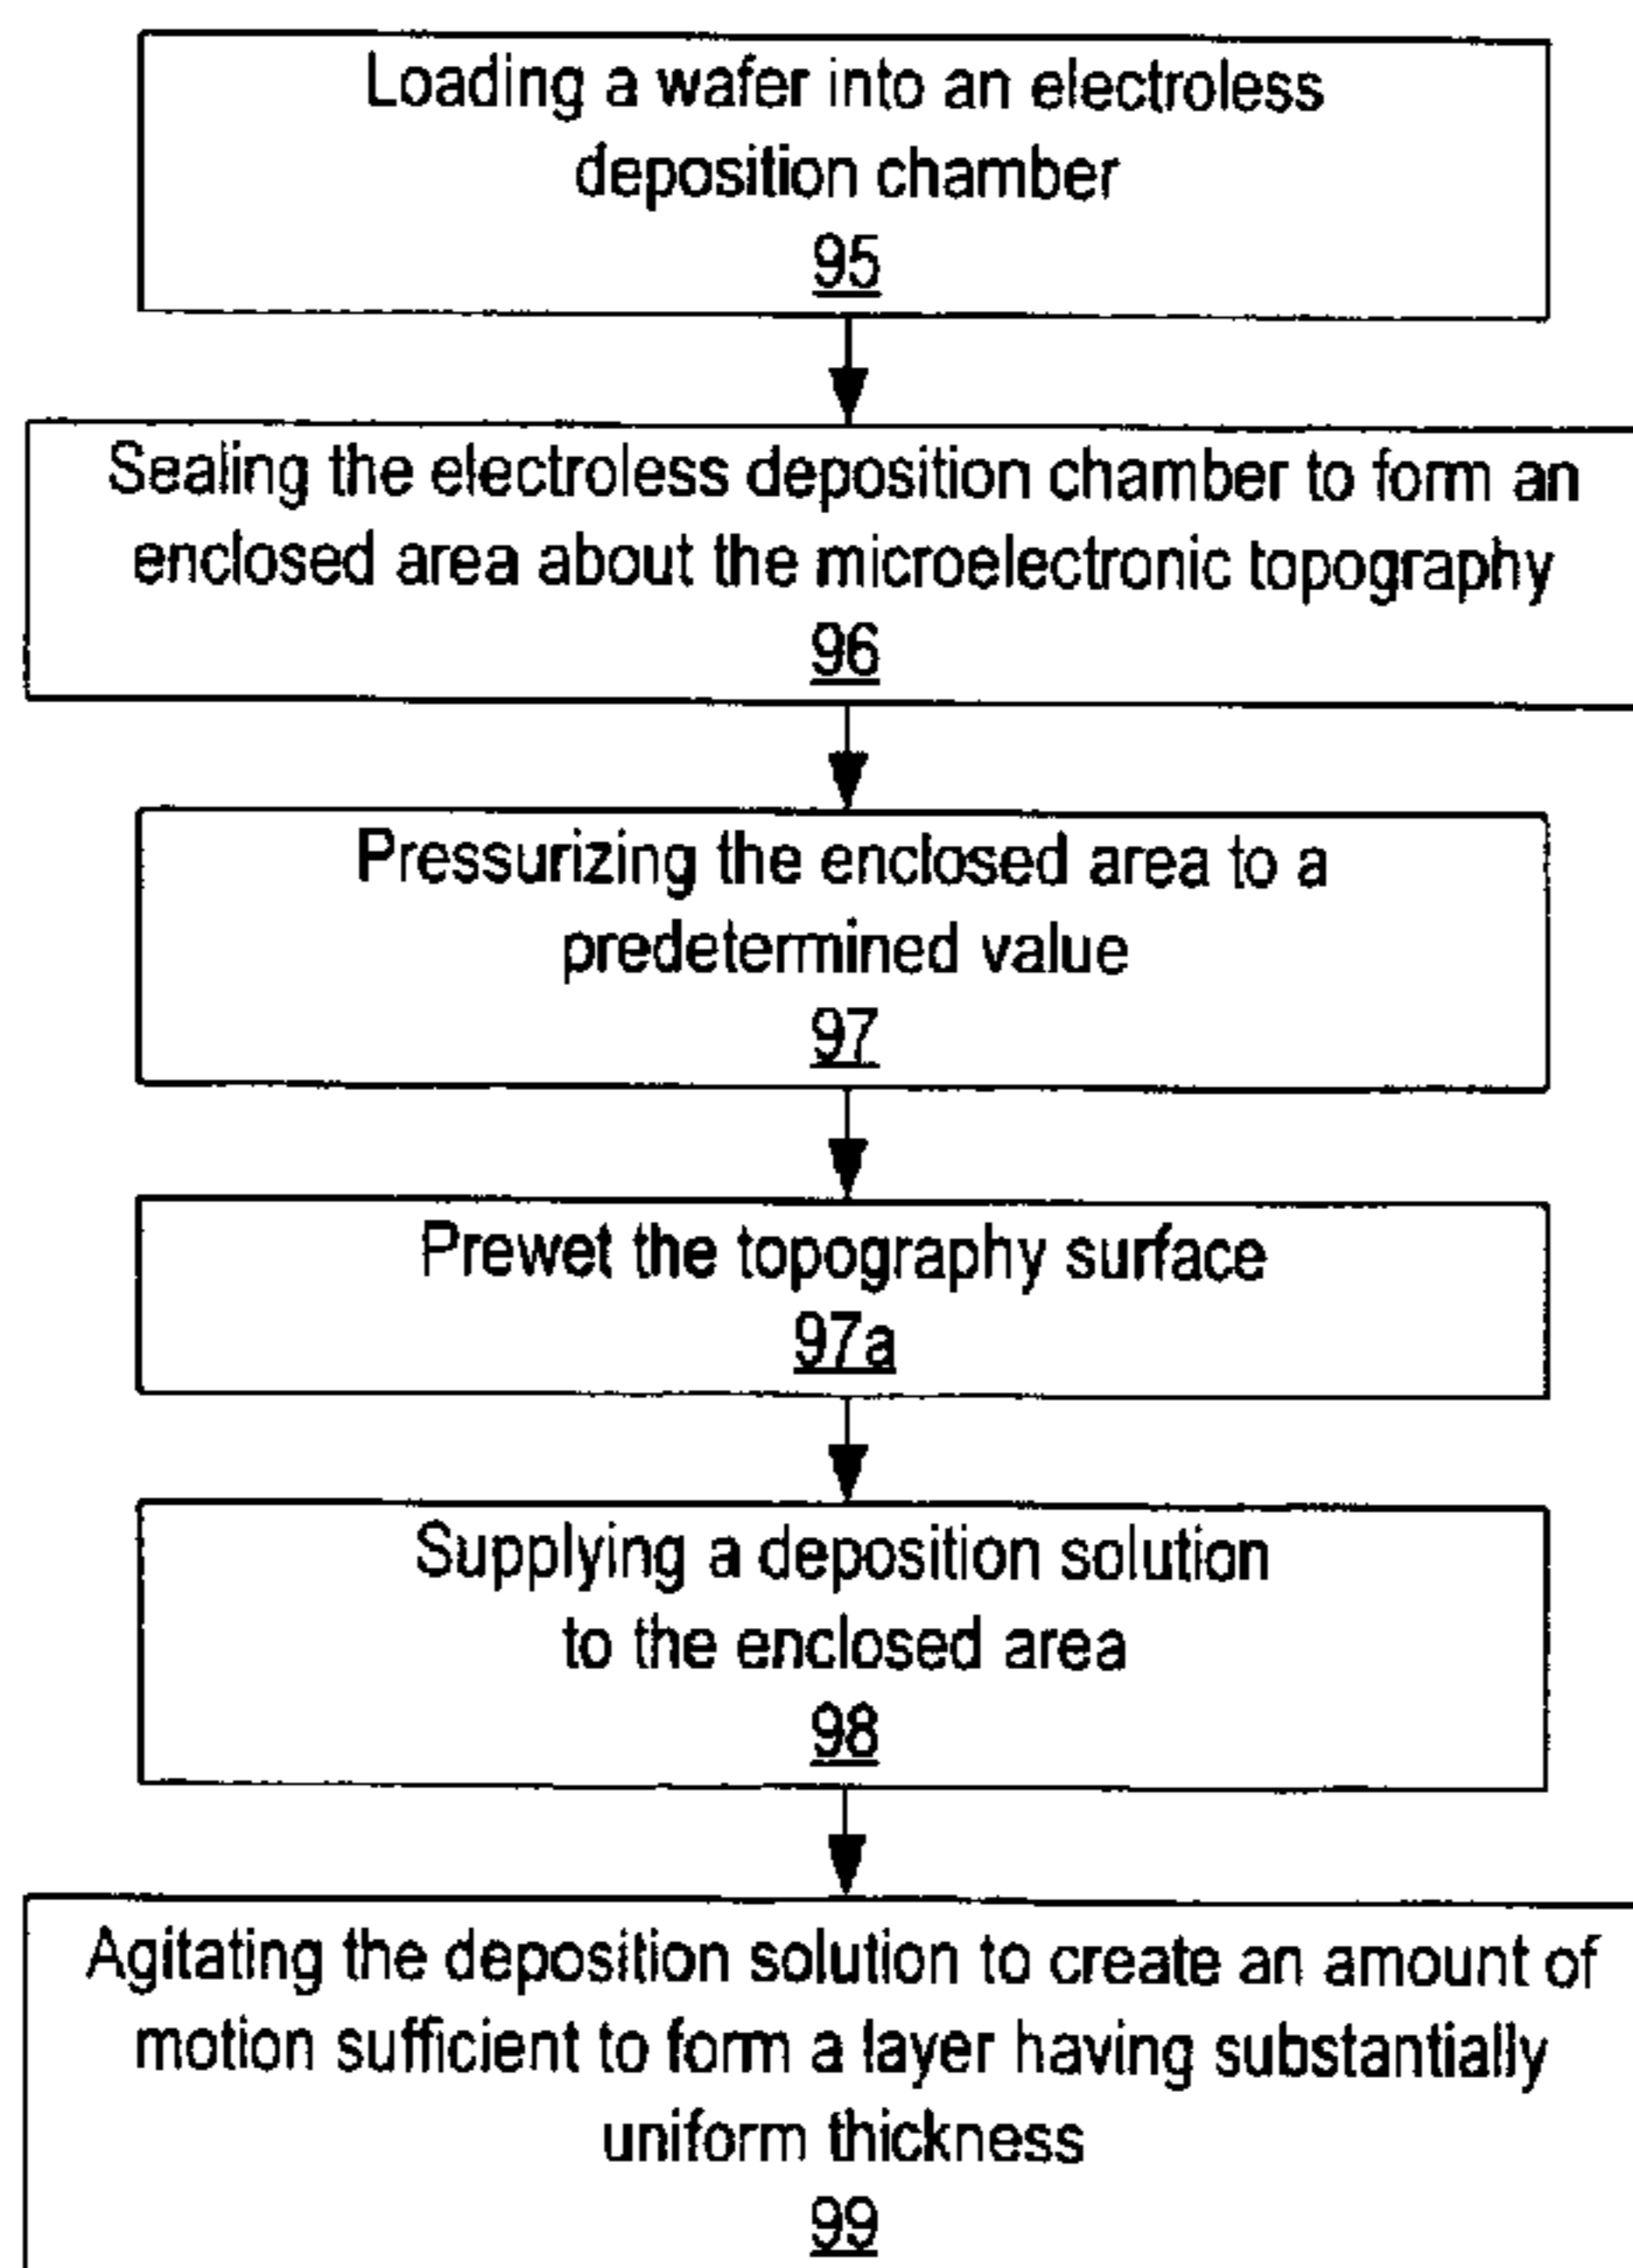 Loading a wafer into an electroless
deposition chamber
95
Sealing the electroless deposition chamber to form an
enclosed area about the microelectronic topography
96
Pressurizing the enclosed area to a
predetermined value
97
Prewet the topography surface
97a
Supplying a deposition solution
to the enclosed area
98
Agitating the deposition solution to create an amount of
motion sufficient to form a layer having substantially
uniform thickness
99